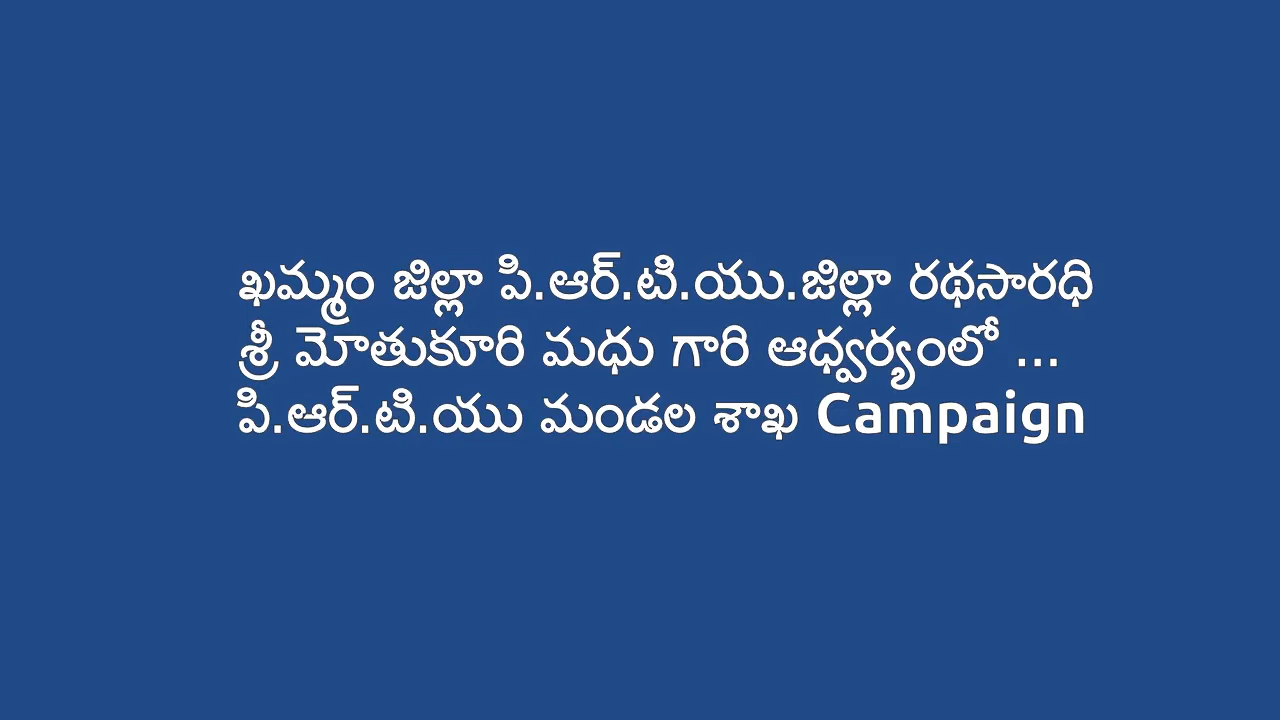 ఖమ్మం జిల్లా పి.ఆర్.టి.యు.జిల్లా రథసారధి
శ్రీ మోతుకూరి మధు గారి ఆధ్వర్యంలో ...
పి.ఆర్.టి.యు మండల శాఖ Campaign